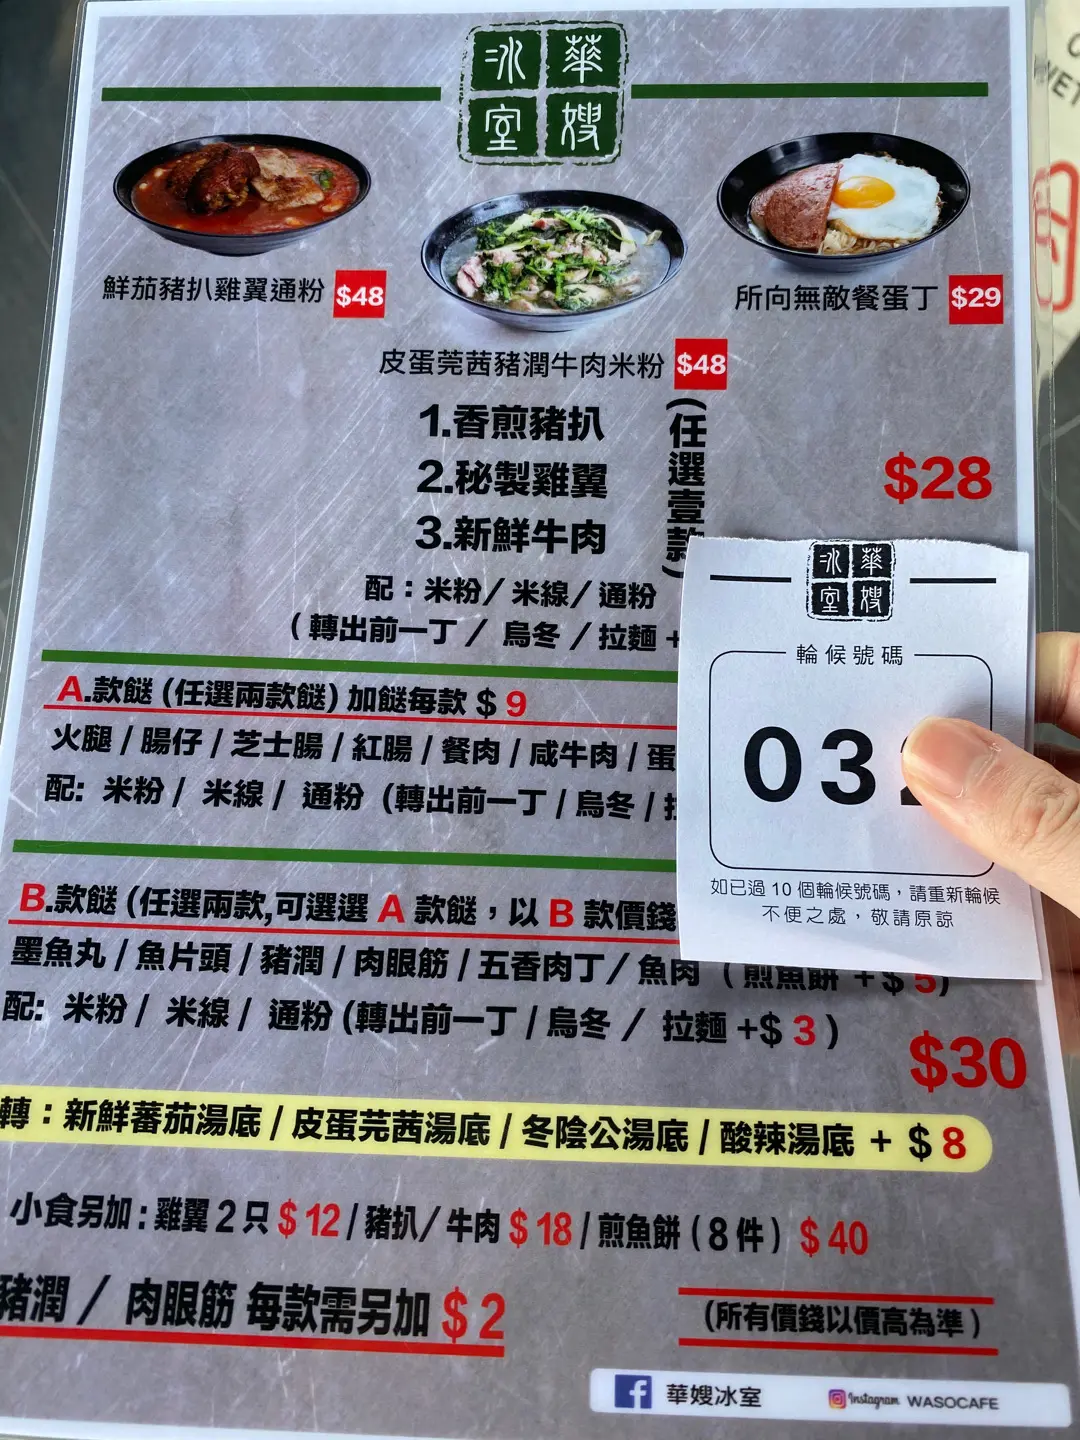 華嫂冰室
鮮茄豬扒雞翼通粉 $48
皮蛋莞茜豬潤牛肉米粉 $48
所向無敵餐蛋丁 $29
1.香煎豬扒
2.秘製雞翼
3.新鮮牛肉
(任選壹款)
$28
配：米粉/ 米線/ 通粉
(轉出前一丁 / 烏冬 / 拉麵 +
A.款餸 (任選兩款餸) 加餸每款 $ 9
火腿 / 腸仔 / 芝士腸 / 紅腸 / 餐肉 / 咸牛肉 / 蛋
配: 米粉 / 米線 / 通粉 (轉出前一丁 / 烏冬 /
B.款餸 (任選兩款,可選選 A 款餸，以 B 款價錢
墨魚丸 / 魚片頭 / 豬潤 / 肉眼筋 / 五香肉丁/ 魚肉 (煎魚餅 +$ 5)
配: 米粉 / 米線 / 通粉 (轉出前一丁 / 烏冬 / 拉麵 +$ 3 )
$30
轉：新鮮蕃茄湯底 / 皮蛋芫茜湯底 / 冬陰公湯底 / 酸辣湯底 + $ 8
小食另加 : 雞翼 2 只 $ 12 / 豬扒/ 牛肉 $ 18 / 煎魚餅 (8 件) $ 40
豬潤 / 肉眼筋 每款需另加 $ 2
(所有價錢以價高為準)
華嫂冰室
Instagram WASOCAFE
華嫂冰室
輪候號碼
03
如已過 10 個輪候號碼，請重新輪候
不便之處，敬請原諒